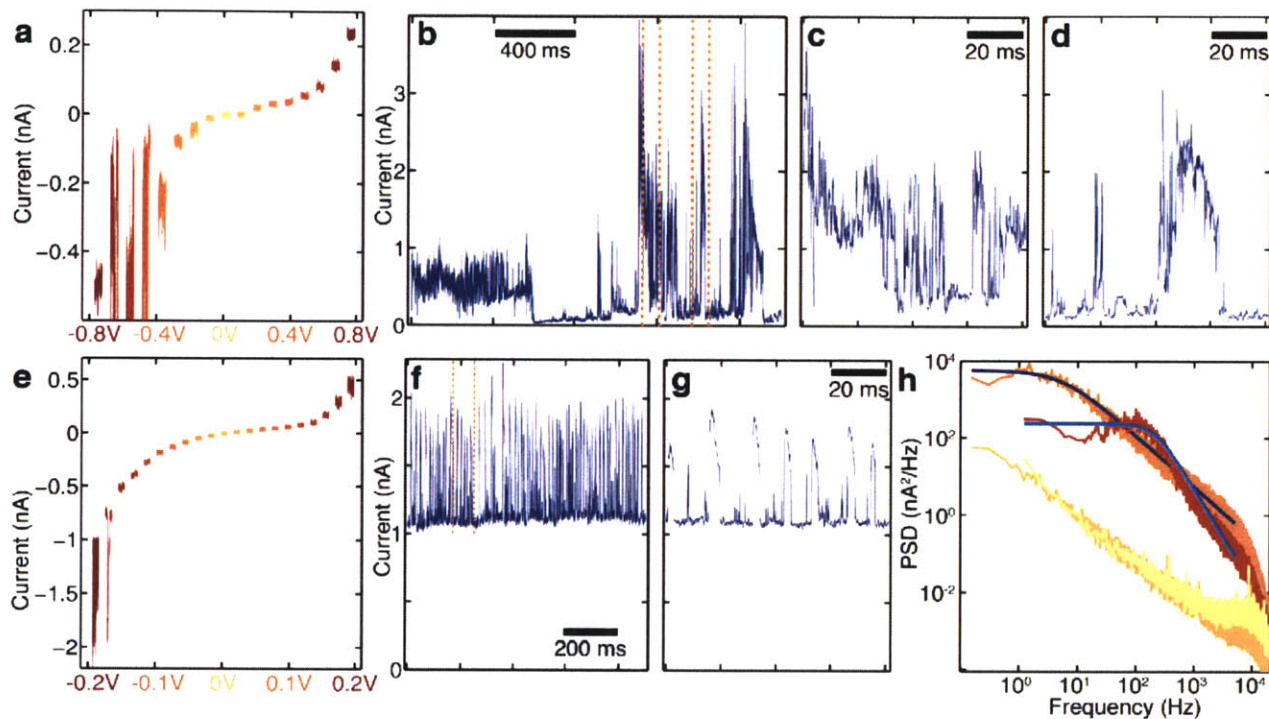 a
0.2
0
-0.2
-0.4
Current (nA)
-0.8V -0.4V 0V 0.4V 0.8V
b
400 ms
3
2
1
0
Current (nA)
c
20 ms
d
20 ms
e
0.5
0
-0.5
-1
-1.5
-2
Current (nA)
-0.2V -0.1V 0V 0.1V 0.2V
f
2
1
0
Current (nA)
200 ms
g
20 ms
h
10⁴
10²
10⁰
10⁻²
PSD (nA²/Hz)
10⁰ 10¹ 10² 10³ 10⁴
Frequency (Hz)